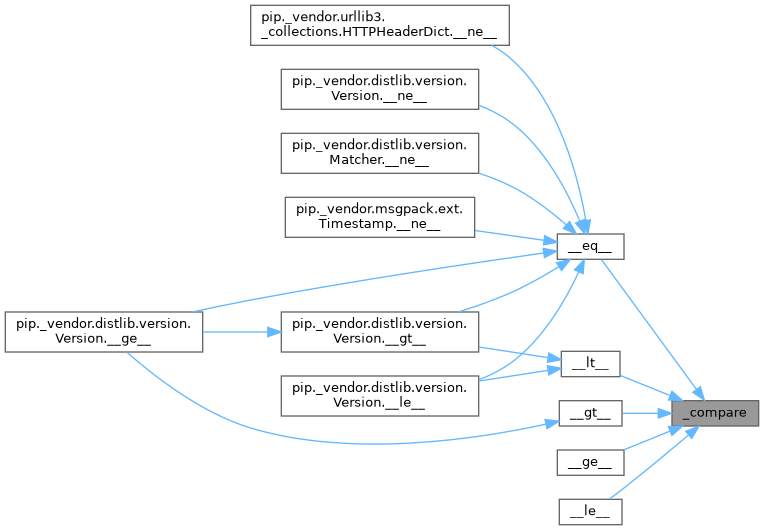 pip._vendor.urllib3.
_collections.HTTPHeaderDict.__ne__
pip._vendor.distlib.version.
Version.__ne__
pip._vendor.distlib.version.
Matcher.__ne__
pip._vendor.msgpack.ext.
Timestamp.__ne__
__eq__
pip._vendor.distlib.version.
Version.__ge__
pip._vendor.distlib.version.
Version.__gt__
__lt__
pip._vendor.distlib.version.
Version.__le__
__gt__
_compare
__ge__
__le__